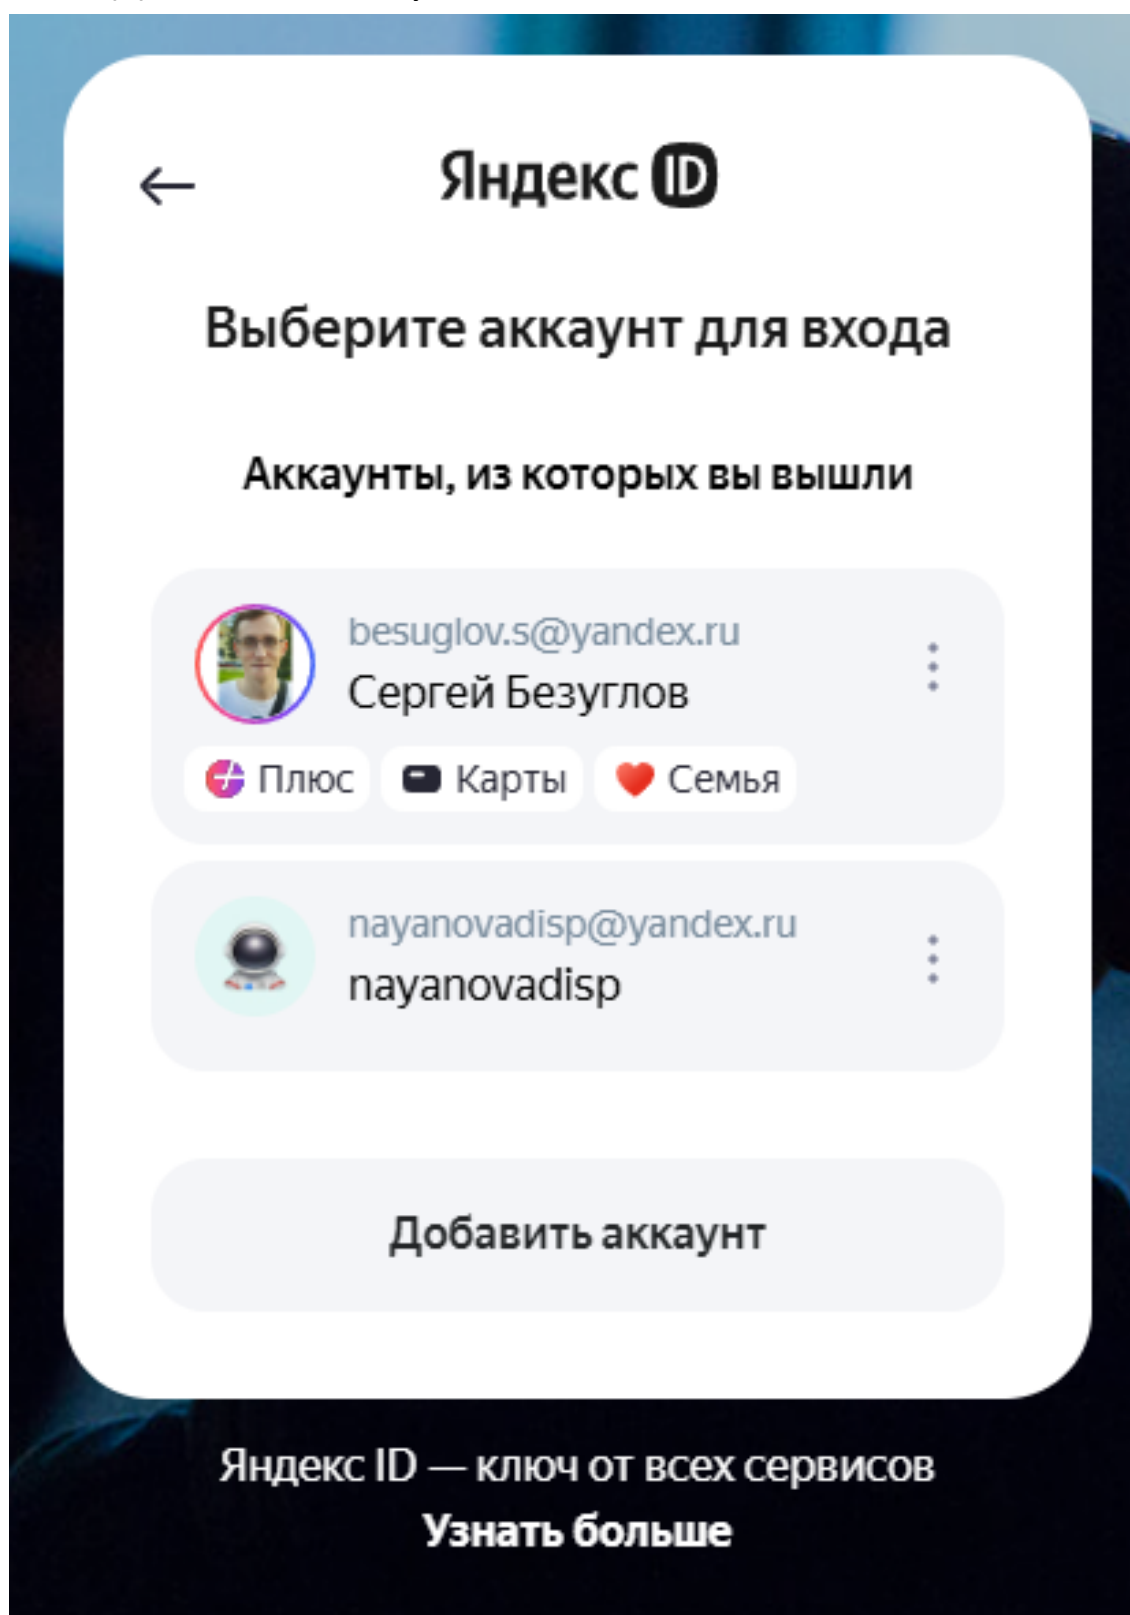 Яндекс ID
Выберите аккаунт для входа
Аккаунты, из которых вы вышли
besuglov.s@yandex.ru
Сергей Безуглов
Плюс Карты Семья
nayanovadisp@yandex.ru
nayanovadisp
Добавить аккаунт
Яндекс ID — ключ от всех сервисов
Узнать больше